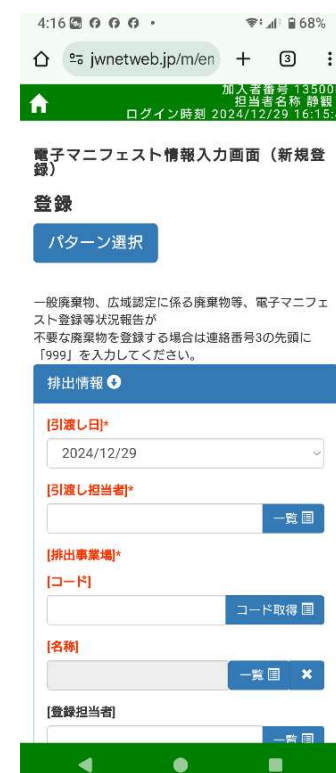 4:16
68%
jwnetweb.jp/m/en
3
加入者番号 13500
担当者名称 静観
ログイン時刻 2024/12/29 16:15:
電子マニフェスト情報入力画面（新規登
録）
登録
パターン選択
一般廃棄物、広域認定に係る廃棄物等、電子マニフェ
スト登録等状況報告が
不要な廃棄物を登録する場合は連絡番号3の先頭に
「999」を入力してください。
排出情報
[引渡し日]*
2024/12/29
[引渡し担当者]*
一覧
[排出事業場]*
[コード]
コード取得
[名称]
一覧
[登録担当者]
一覧